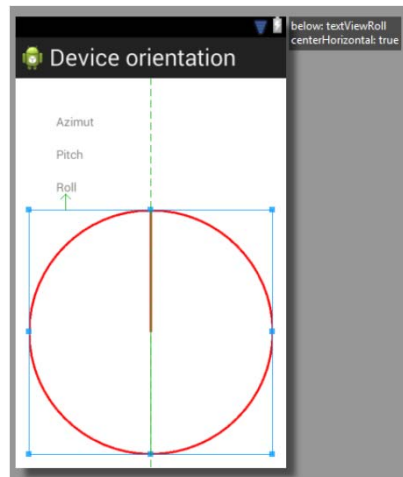 below: textViewRoll
centerHorizontal: true
Device orientation
Azimut
Pitch
Roll